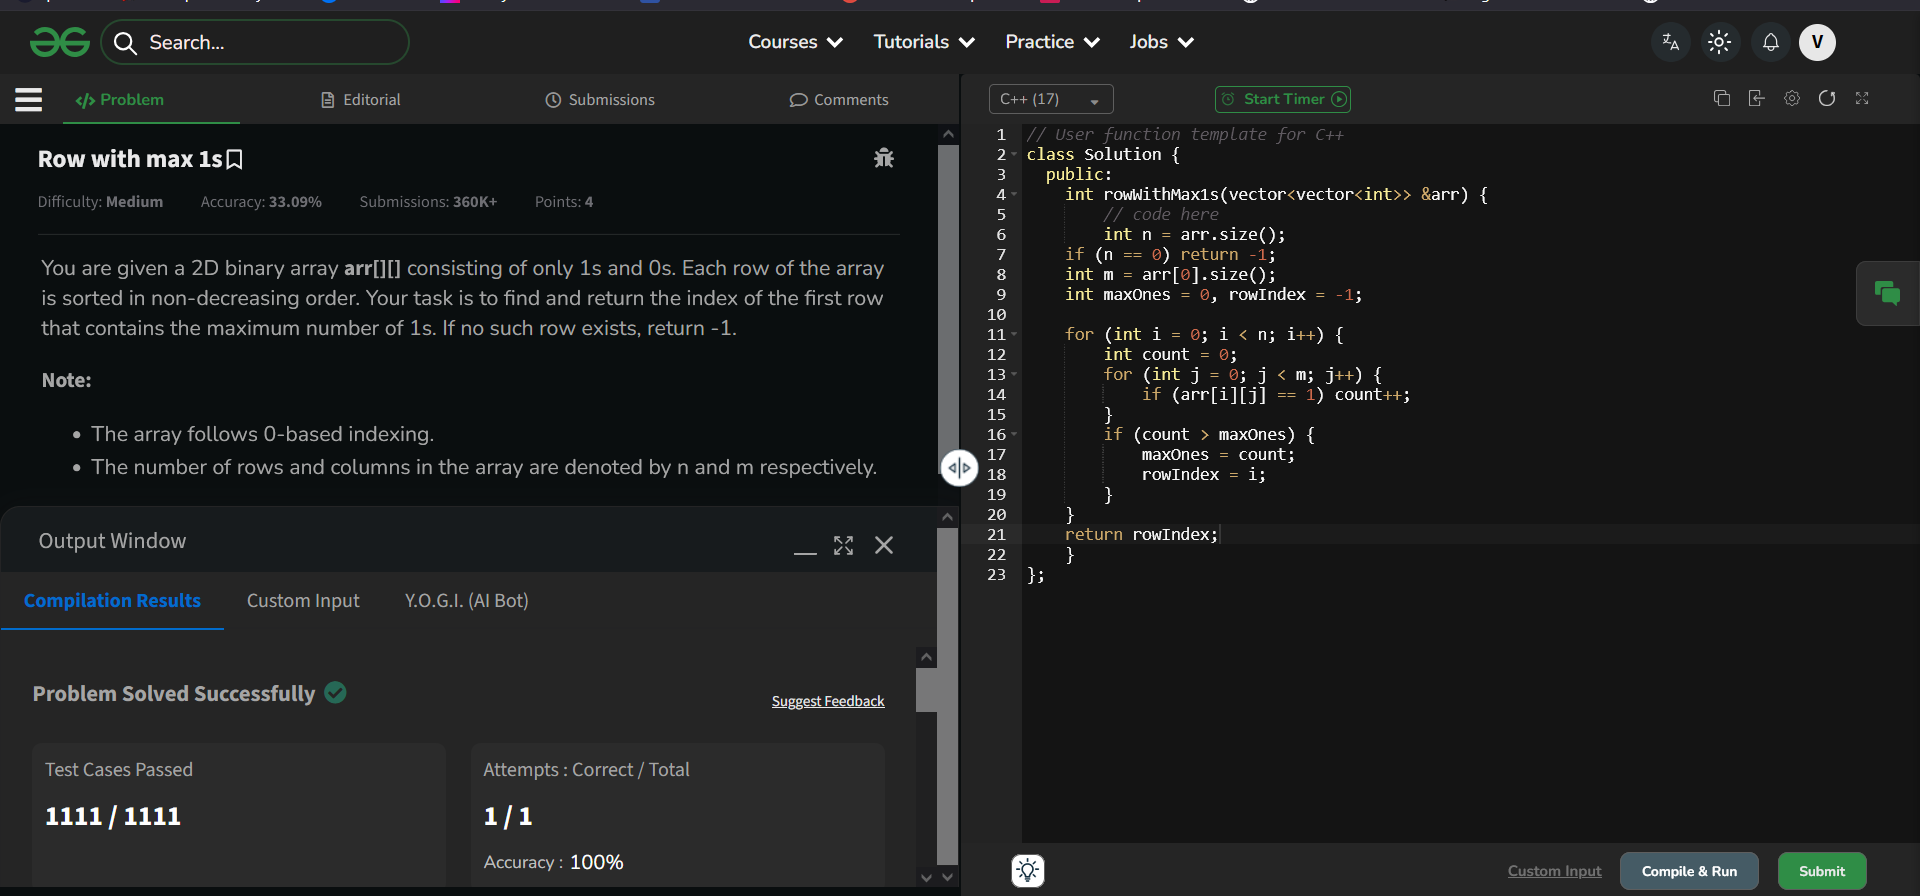 Search...
Courses
Tutorials
Practice
Jobs
V
Problem
Editorial
Submissions
Comments
C++ (17)
Start Timer
Row with max 1s
Difficulty: Medium
Accuracy: 33.09%
Submissions: 360K+
Points: 4
You are given a 2D binary array arr[][] consisting of only 1s and 0s. Each row of the array
is sorted in non-decreasing order. Your task is to find and return the index of the first row
that contains the maximum number of 1s. If no such row exists, return -1.
Note:
• The array follows 0-based indexing.
• The number of rows and columns in the array are denoted by n and m respectively.
Output Window
Compilation Results
Custom Input
Y.O.G.I. (AI Bot)
Problem Solved Successfully
Suggest Feedback
Test Cases Passed
1111 / 1111
Attempts : Correct / Total
1 / 1
Accuracy : 100%
1 // User function template for C++
2 class Solution {
3   public:
4     int rowWithMax1s(vector<vector<int>> &arr) {
5         // code here
6         int n = arr.size();
7     if (n == 0) return -1;
8     int m = arr[0].size();
9     int maxOnes = 0, rowIndex = -1;
10
11     for (int i = 0; i < n; i++) {
12         int count = 0;
13         for (int j = 0; j < m; j++) {
14             if (arr[i][j] == 1) count++;
15         }
16         if (count > maxOnes) {
17             maxOnes = count;
18             rowIndex = i;
19         }
20     }
21     return rowIndex;
22     }
23 };
Custom Input
Compile & Run
Submit